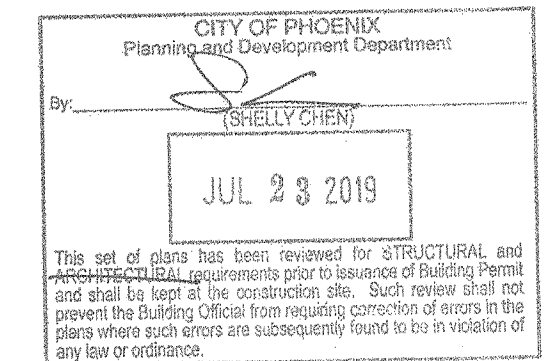 CITY OF PHOENIX
Planning and Development Department
By:
(SHELLY CHEN)
JUL 23 2019
This set of plans has been reviewed for STRUCTURAL and
ARCHITECTURAL requirements prior to issuance of Building Permit
and shall be kept at the construction site. Such review shall not
prevent the Building Official from requiring correction of errors in the
plans where such errors are subsequently found to be in violation of
any law or ordinance.